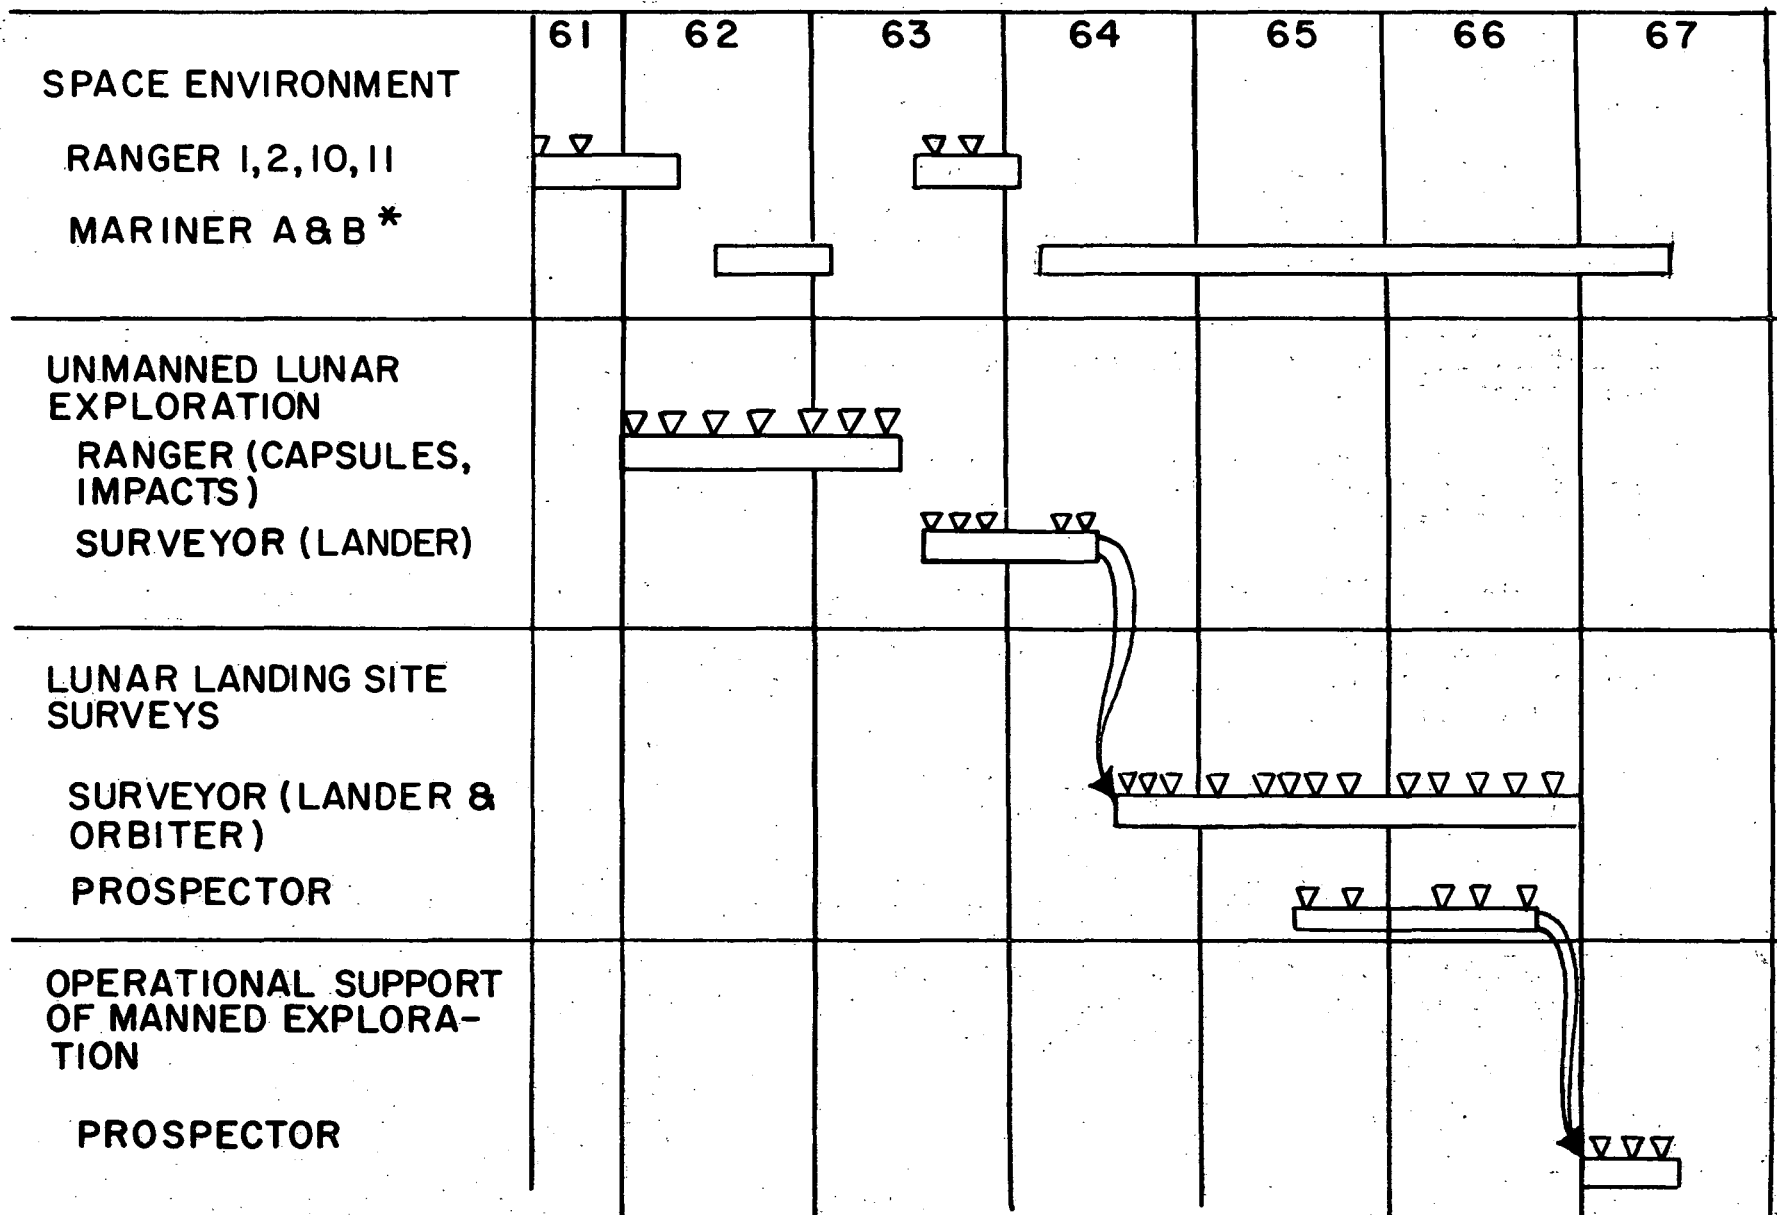 61 62 63 64 65 66 67
SPACE ENVIRONMENT
RANGER 1,2,10,11
MARINER A & B *
UNMANNED LUNAR
EXPLORATION
RANGER (CAPSULES,
IMPACTS)
SURVEYOR (LANDER)
LUNAR LANDING SITE
SURVEYS
SURVEYOR (LANDER &
ORBITER)
PROSPECTOR
OPERATIONAL SUPPORT
OF MANNED EXPLORA-
TION
PROSPECTOR